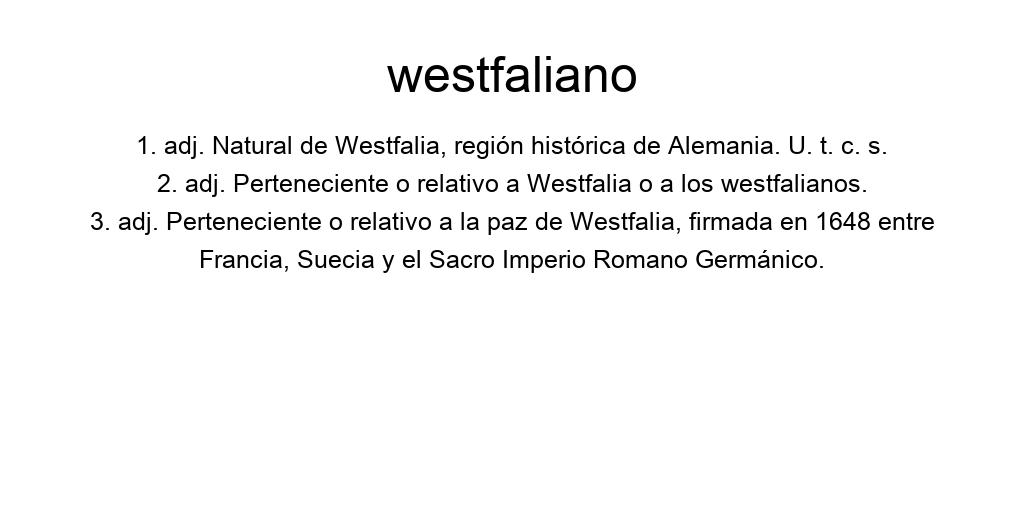 westfaliano
1. adj. Natural de Westfalia, región histórica de Alemania. U. t. c. s.
2. adj. Perteneciente o relativo a Westfalia o a los westfalianos.
3. adj. Perteneciente o relativo a la paz de Westfalia, firmada en 1648 entre
Francia, Suecia y el Sacro Imperio Romano Germánico.